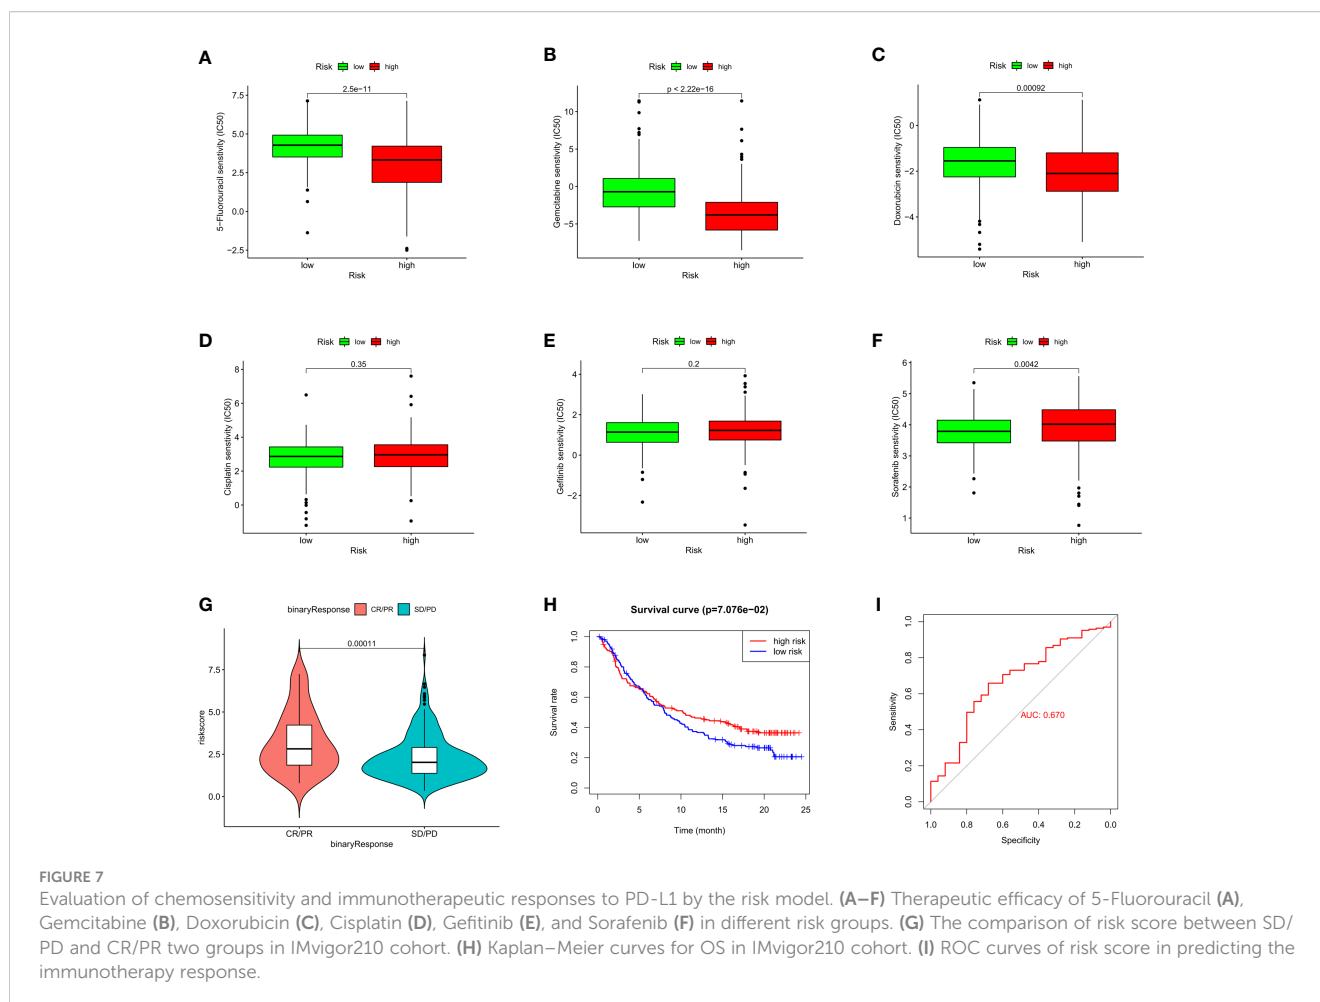 A
Risk low high
2.5e−11
7.5
5.0
2.5
0.0
−2.5
5−Fluorouracil senstivity (IC50)
low high
Risk
B
Risk low high
p < 2.22e−16
10
5
0
−5
Gemcitabine senstivity (IC50)
low high
Risk
C
Risk low high
0.00092
0
−2
−4
Doxorubicin senstivity (IC50)
low high
Risk
D
Risk low high
0.35
8
6
4
2
0
Cisplatin senstivity (IC50)
low high
Risk
E
Risk low high
0.2
4
2
0
−2
Gefitinib senstivity (IC50)
low high
Risk
F
Risk low high
0.0042
6
5
4
3
2
1
Sorafenib senstivity (IC50)
low high
Risk
G
binaryResponse CR/PR SD/PD
0.00011
7.5
5.0
2.5
0.0
riskscore
CR/PR SD/PD
binaryResponse
H
Survival curve (p=7.076e−02)
high risk
low risk
1.0
0.8
0.6
0.4
0.2
0.0
Survival rate
0 5 10 15 20 25
Time (month)
I
1.0
0.8
0.6
0.4
0.2
0.0
Sensitivity
AUC: 0.670
1.0 0.8 0.6 0.4 0.2 0.0
Specificity
FIGURE 7
Evaluation of chemosensitivity and immunotherapeutic responses to PD-L1 by the risk model. (A–F) Therapeutic efficacy of 5-Fluorouracil (A),
Gemcitabine (B), Doxorubicin (C), Cisplatin (D), Gefitinib (E), and Sorafenib (F) in different risk groups. (G) The comparison of risk score between SD/
PD and CR/PR two groups in IMvigor210 cohort. (H) Kaplan–Meier curves for OS in IMvigor210 cohort. (I) ROC curves of risk score in predicting the
immunotherapy response.